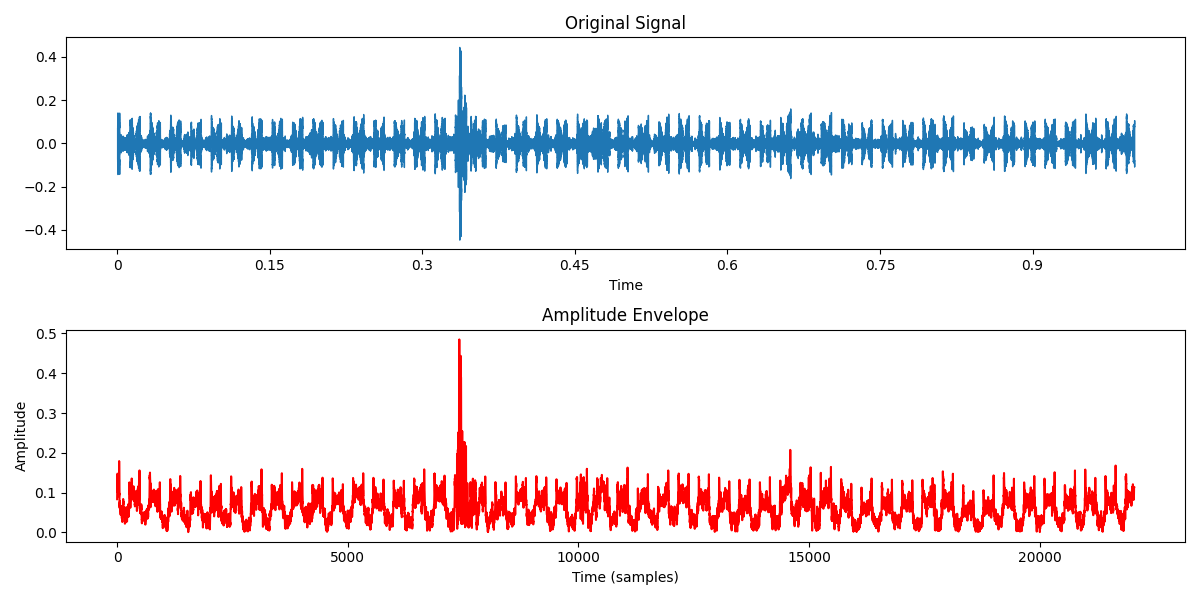 Original Signal
0.4
0.2
0.0
−0.2
−0.4
0 0.15 0.3 0.45 0.6 0.75 0.9
Time
Amplitude Envelope
Amplitude
0.5
0.4
0.3
0.2
0.1
0.0
0 5000 10000 15000 20000
Time (samples)